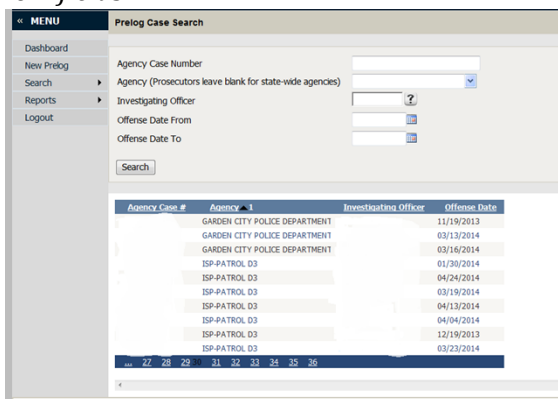 « MENU
Prelog Case Search
Dashboard
New Prelog
Search
Reports
Logout
Agency Case Number
Agency (Prosecutors leave blank for state-wide agencies)
Investigating Officer ?
Offense Date From
Offense Date To
Search
Agency Case # Agency 1 Investigating Officer Offense Date
GARDEN CITY POLICE DEPARTMENT 11/19/2013
GARDEN CITY POLICE DEPARTMENT 03/13/2014
GARDEN CITY POLICE DEPARTMENT 03/16/2014
ISP-PATROL D3 01/30/2014
ISP-PATROL D3 04/24/2014
ISP-PATROL D3 03/19/2014
ISP-PATROL D3 04/13/2014
ISP-PATROL D3 04/04/2014
ISP-PATROL D3 12/19/2013
ISP-PATROL D3 03/23/2014
... 27 28 29 30 31 32 33 34 35 36